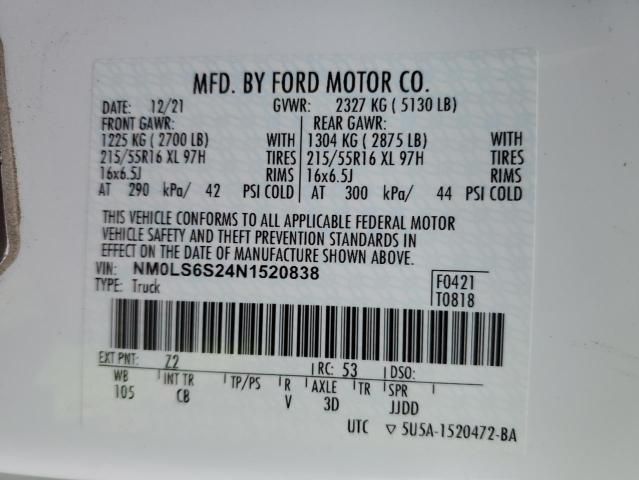 MFD. BY FORD MOTOR CO.
DATE: 12/21 GVWR: 2327 KG ( 5130 LB)
FRONT GAWR: REAR GAWR:
1225 KG ( 2700 LB) WITH 1304 KG ( 2875 LB) WITH
215/55R16 XL 97H TIRES 215/55R16 XL 97H TIRES
16x6.5J RIMS 16x6.5J RIMS
AT 290 kPa/ 42 PSI COLD AT 300 kPa/ 44 PSI COLD
THIS VEHICLE CONFORMS TO ALL APPLICABLE FEDERAL MOTOR
VEHICLE SAFETY AND THEFT PREVENTION STANDARDS IN
EFFECT ON THE DATE OF MANUFACTURE SHOWN ABOVE.
VIN: NM0LS6S24N1520838 F0421
TYPE: Truck T0818
EXT PNT: Z2 RC: 53 DSO:
WB INT TR TP/PS R AXLE TR SPR
105 CB V 3D JJDD
UTC ▽ 5U5A-1520472-BA